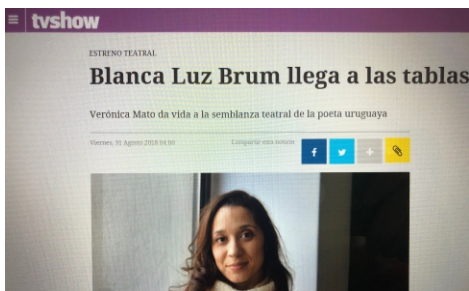 tvshow
ESTRENO TEATRAL
Blanca Luz Brum llega a las tablas
Verónica Mato da vida a la semblanza teatral de la poeta uruguaya
Viernes, 31 Agosto 2018 04:00
Compartir esta noticia
f
+